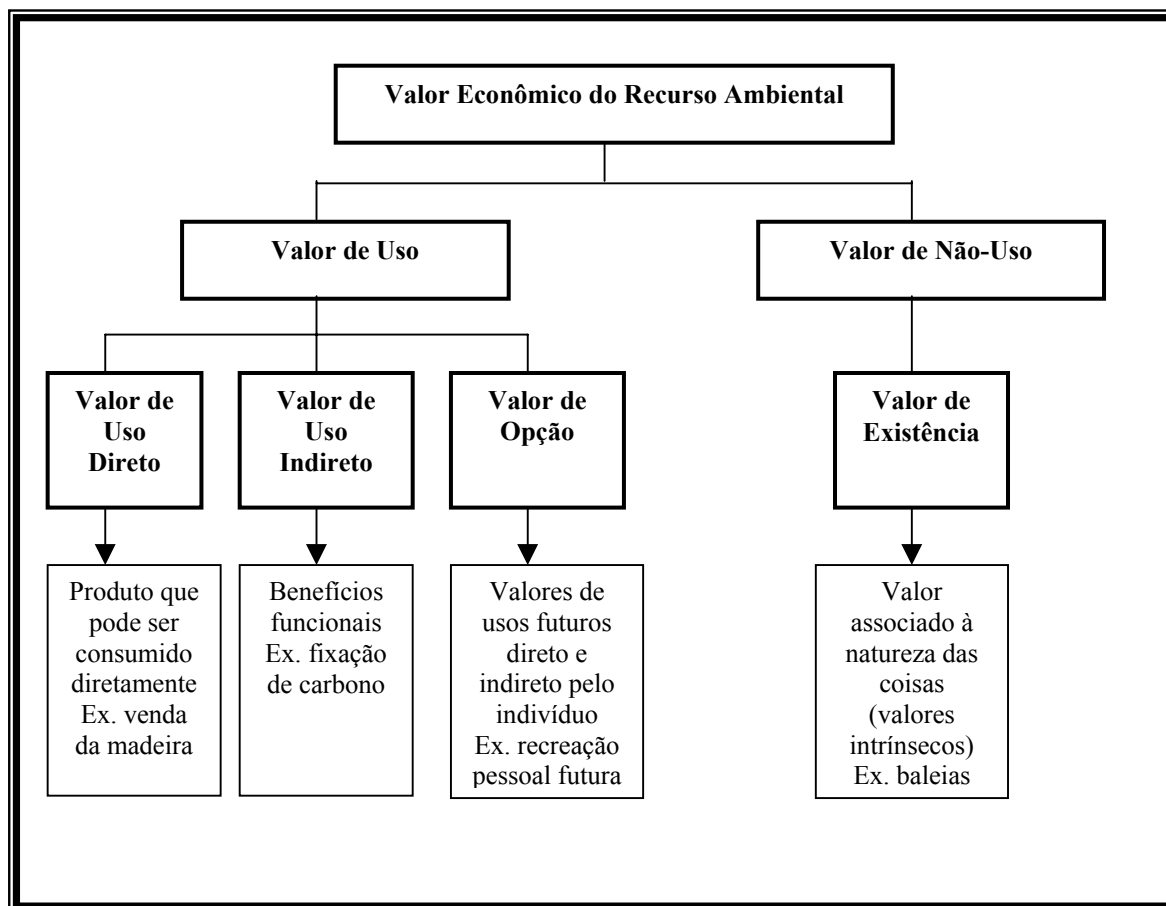 Valor Econômico do Recurso Ambiental
Valor de Uso
Valor de Não-Uso
Valor de
Uso
Direto
Valor de
Uso
Indireto
Valor de
Opção
Valor de
Existência
Produto que
pode ser
consumido
diretamente
Ex. venda
da madeira
Benefícios
funcionais
Ex. fixação
de carbono
Valores de
usos futuros
direto e
indireto pelo
indivíduo
Ex. recreação
pessoal futura
Valor
associado à
natureza das
coisas
(valores
intrínsecos)
Ex. baleias